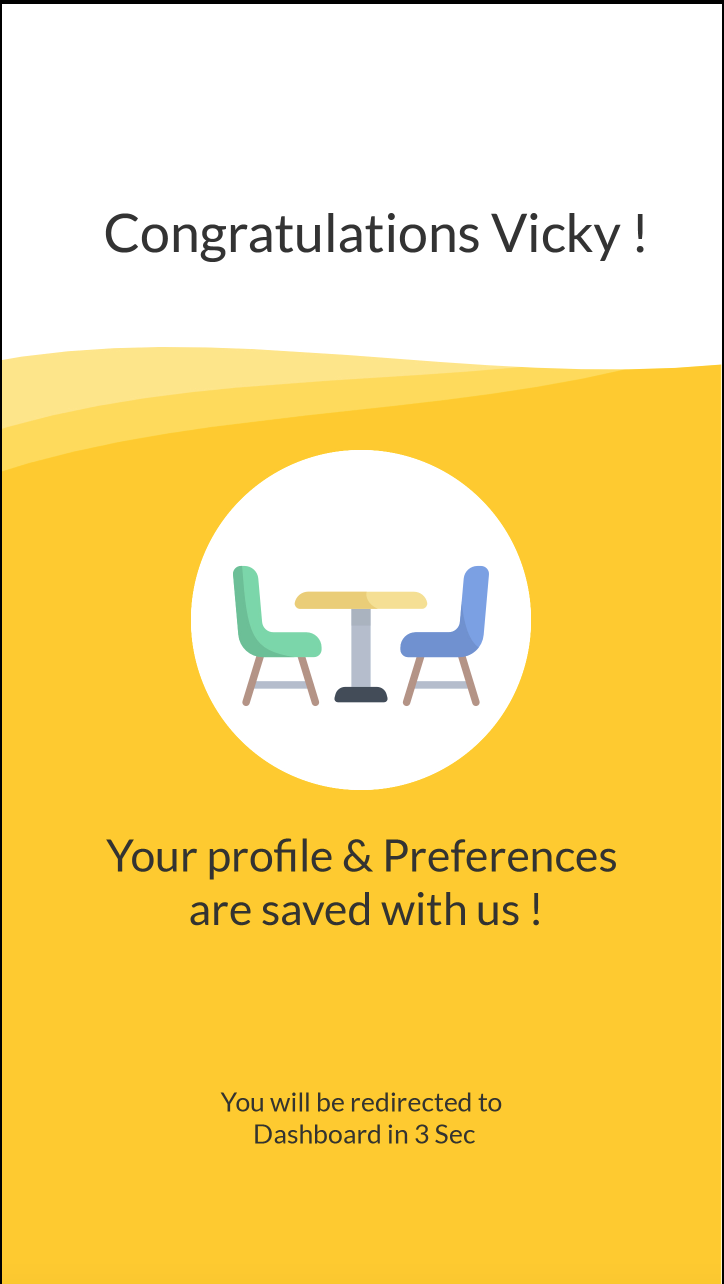 Congratulations Vicky !
Your profile & Preferences
are saved with us !
You will be redirected to
Dashboard in 3 Sec